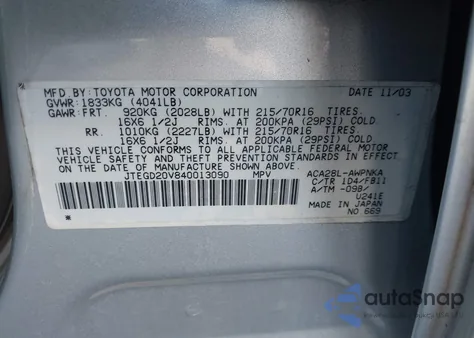 MFD. BY: TOYOTA MOTOR CORPORATION DATE 11/03
GVWR: 1833KG (4041LB)
GAWR: FRT. 920KG (2028LB) WITH 215/70R16 TIRES.
16X6 1/2J RIMS. AT 200KPA (29PSI) COLD
RR. 1010KG (2227LB) WITH 215/70R16 TIRES.
16X6 1/2J RIMS. AT 200KPA (29PSI) COLD
THIS VEHICLE CONFORMS TO ALL APPLICABLE FEDERAL MOTOR
VEHICLE SAFETY, BUMPER, AND THEFT PREVENTION STANDARDS
IN EFFECT ON THE DATE OF MANUFACTURE SHOWN ABOVE.
JTEGD20V840013090 MPV ACA28L-AWPNKA
C/TR 1D4/FB11
A/TM -098/
U241E
MADE IN JAPAN
NO.669
autoSnap